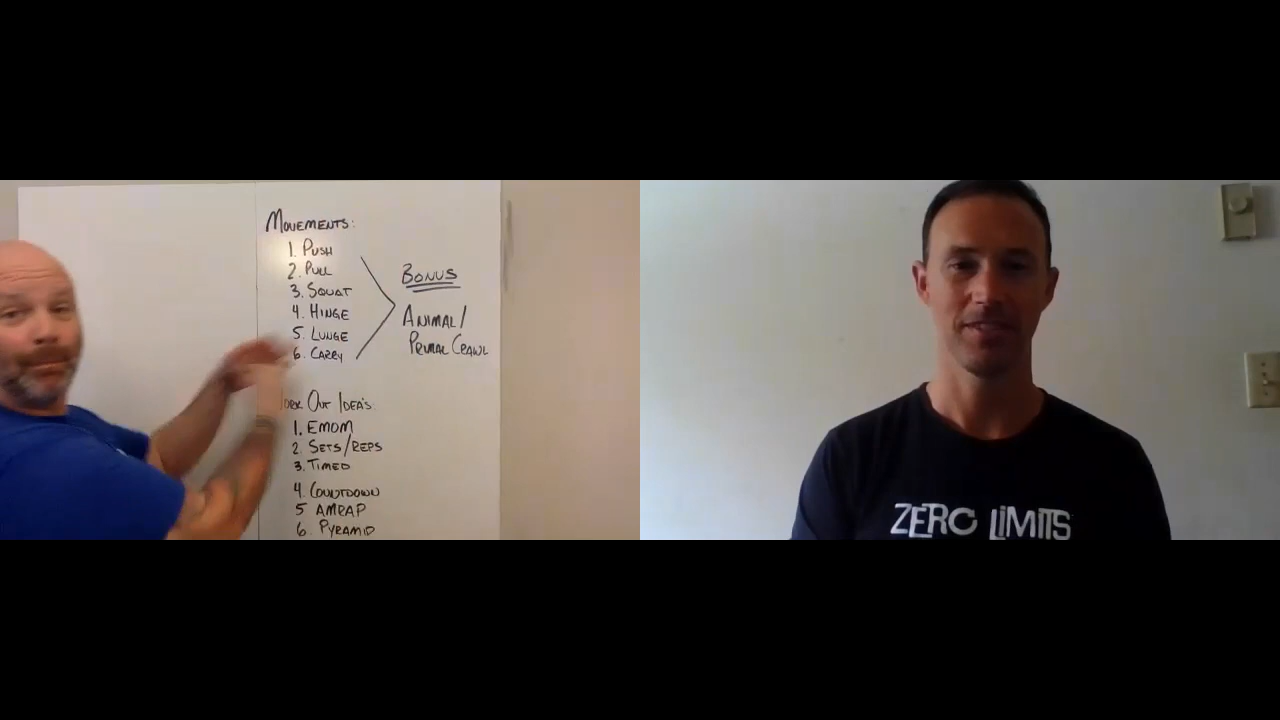 MOVEMENTS:
1. PUSH
2. PULL
3. SQUAT
4. HINGE
5. LUNGE
6. CARRY
BONUS
ANIMAL/
PRIMAL CRAWL
OUT IDEA'S:
1. EMOM
2. SETS/REPS
3. TIMED
4. COUNTDOWN
5 AMRAP
6. PYRAMID
ZERO LIMITS